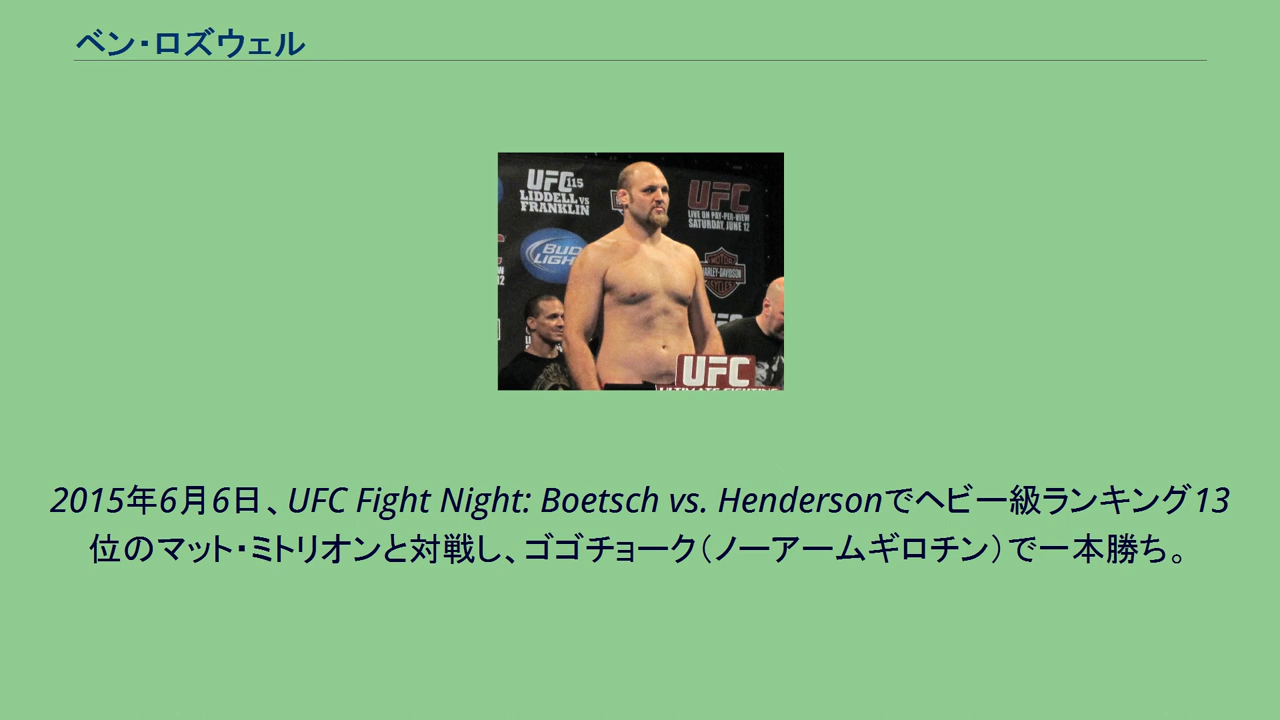 ベン・ロズウェル
UFC 115
LIDDELL VS
FRANKLIN
UFC
LIVE ON PAY-PER-VIEW
SATURDAY, JUNE 12
BUD
LIGH
MOTOR
HARLEY-DAVIDSON
CYCLES
UFC
2015年6月6日、UFC Fight Night: Boetsch vs. Hendersonでヘビー級ランキング13
位のマット・ミトリオンと対戦し、ゴゴチョーク（ノーアームギロチン）で一本勝ち。